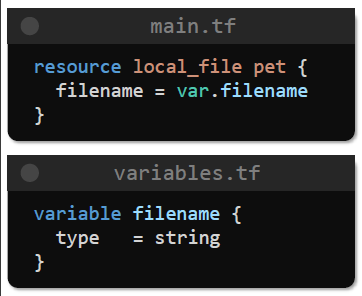 main.tf
resource local_file pet {
  filename = var.filename
}
variables.tf
variable filename {
  type   = string
}